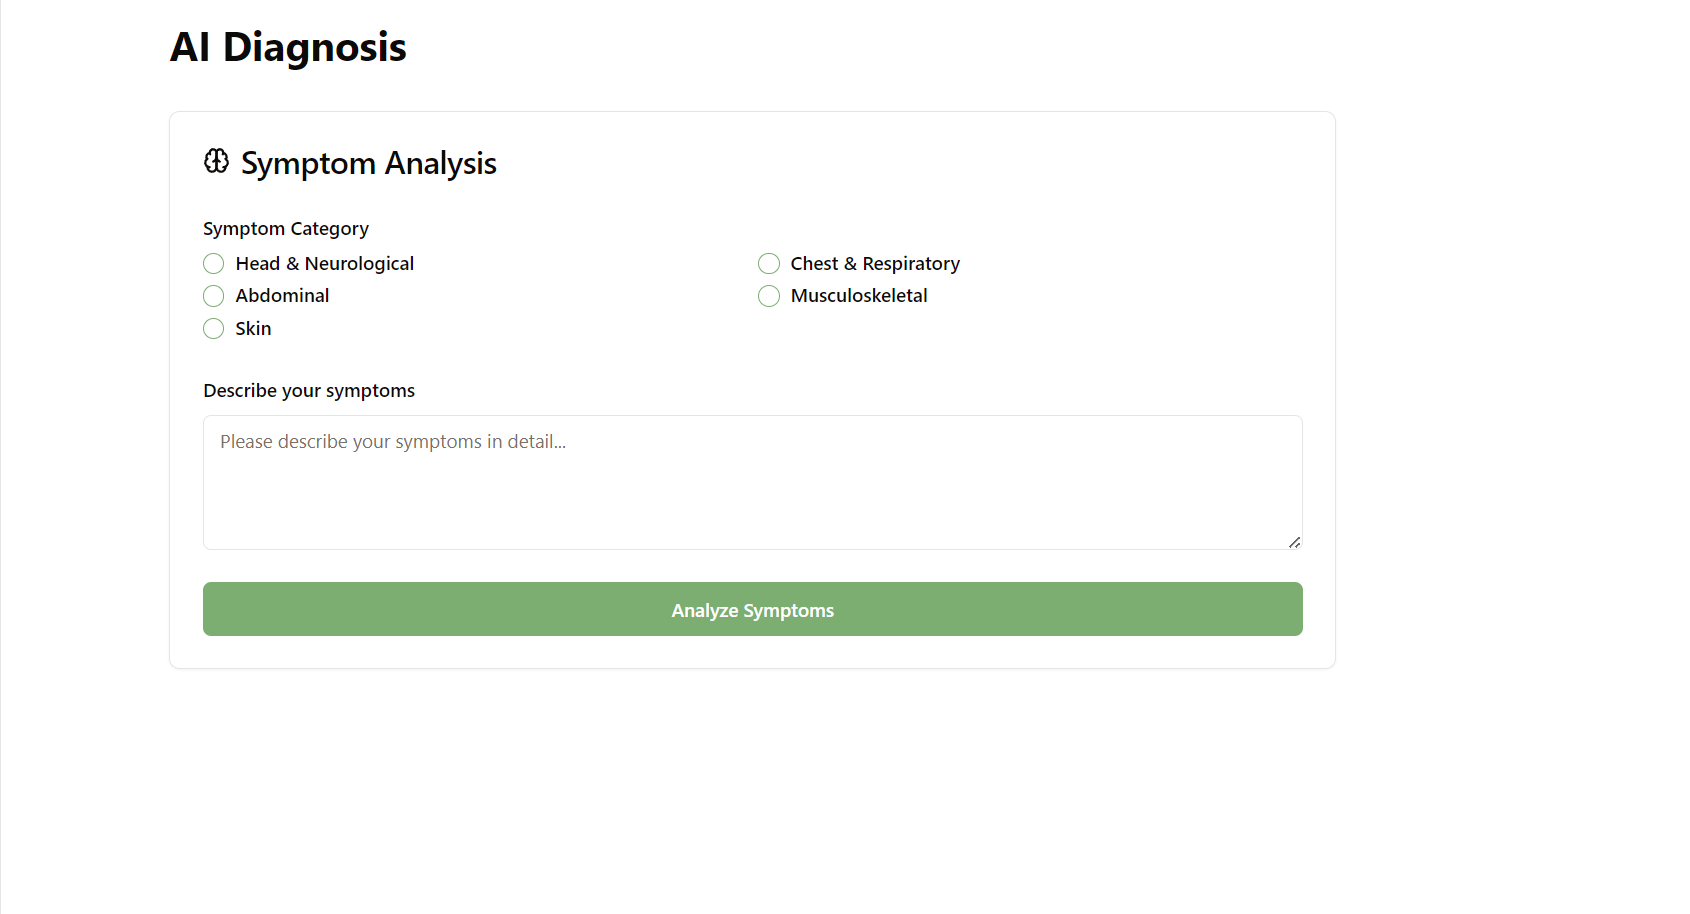 AI Diagnosis
Symptom Analysis
Symptom Category
Head & Neurological
Chest & Respiratory
Abdominal
Musculoskeletal
Skin
Describe your symptoms
Please describe your symptoms in detail...
Analyze Symptoms